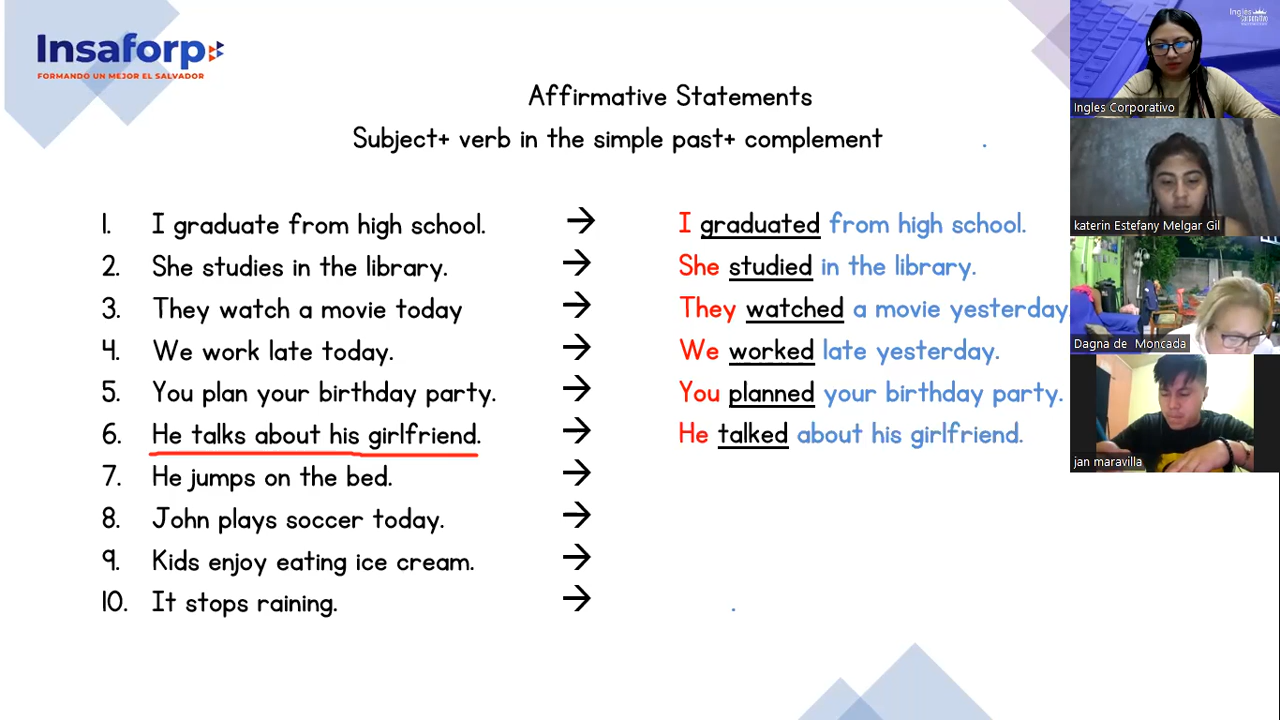 Insaforp
FORMANDO UN MEJOR EL SALVADOR
Affirmative Statements
Subject+ verb in the simple past+ complement .
1. I graduate from high school. → I graduated from high school.
2. She studies in the library. → She studied in the library.
3. They watch a movie today → They watched a movie yesterday
4. We work late today. → We worked late yesterday.
5. You plan your birthday party. → You planned your birthday party.
6. He talks about his girlfriend. → He talked about his girlfriend.
7. He jumps on the bed. →
8. John plays soccer today. →
9. Kids enjoy eating ice cream. →
10. It stops raining. → .
Ingles
Corporativo
Ingles Corporativo
katerin Estefany Melgar Gil
Dagna de Moncada
jan maravilla